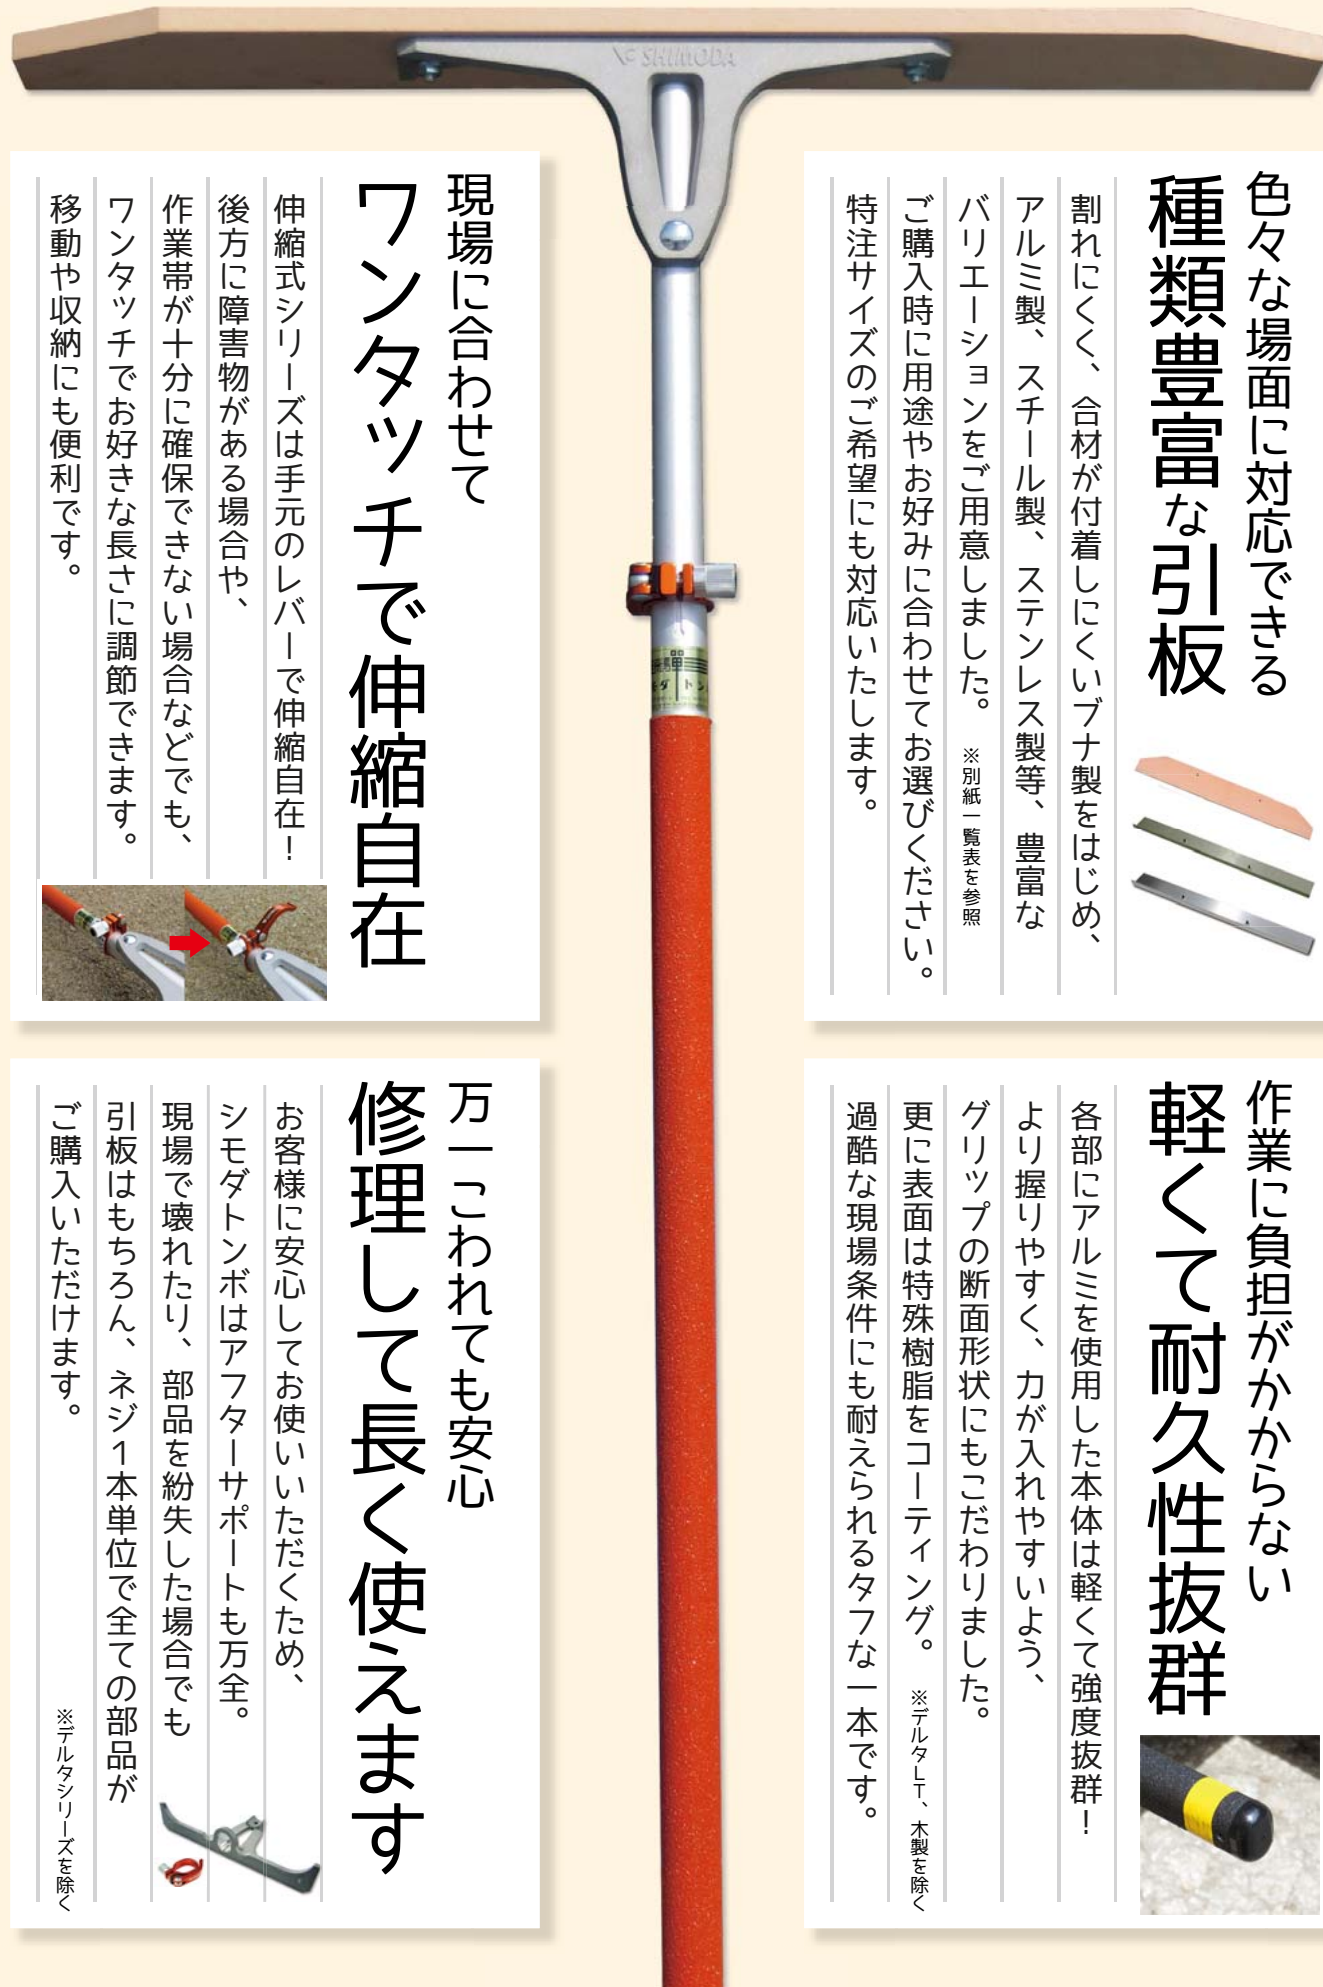 SHIMODA
色々な場面に対応できる
種類豊富な引板
割れにくく、合材が付着しにくいブナ製をはじめ、
アルミ製、スチール製、ステンレス製等、豊富な
バリエーションをご用意しました。 ※別紙一覧表を参照
ご購入時に用途やお好みに合わせてお選びください。
特注サイズのご希望にも対応いたします。
現場に合わせて
ワンタッチで伸縮自在
伸縮式シリーズは手元のレバーで伸縮自在!
後方に障害物がある場合や、
作業帯が十分に確保できない場合などでも、
ワンタッチでお好きな長さに調節できます。
移動や収納にも便利です。
作業に負担がかからない
軽くて耐久性抜群
各部にアルミを使用した本体は軽くて強度抜群!
より握りやすく、力が入れやすいよう、
グリップの断面形状にもこだわりました。
更に表面は特殊樹脂をコーティング。 ※デルタLT、木製を除く
過酷な現場条件にも耐えられるタフな一本です。
万一こわれても安心
修理して長く使えます
お客様に安心してお使いいただくため、
シモダトンボはアフターサポートも万全。
現場で壊れたり、部品を紛失した場合でも
引板はもちろん、ネジ1本単位で全ての部品が
ご購入いただけます。 ※デルタシリーズを除く